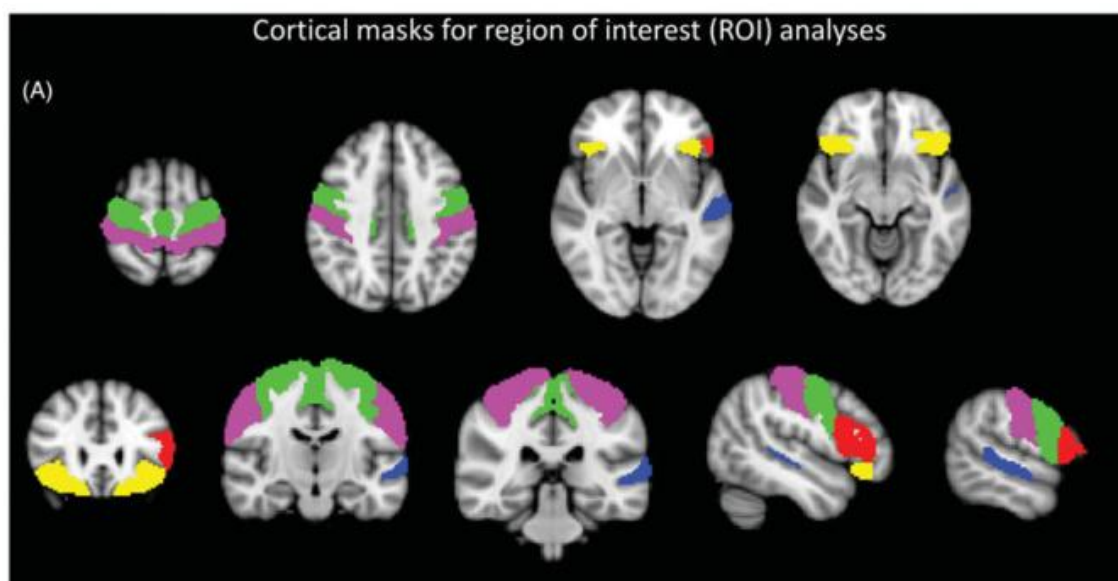 Cortical masks for region of interest (ROI) analyses
(A)